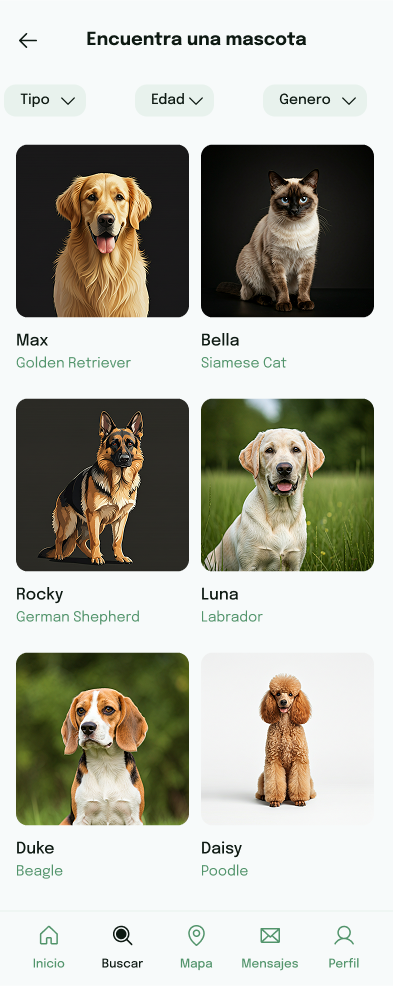 Encuentra una mascota
Tipo
Edad
Genero
Max
Golden Retriever
Bella
Siamese Cat
Rocky
German Shepherd
Luna
Labrador
Duke
Beagle
Daisy
Poodle
Inicio
Buscar
Mapa
Mensajes
Perfil